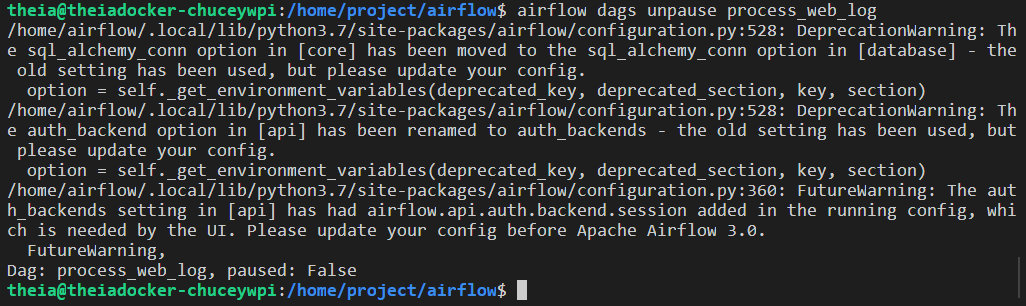 theia@theiadocker-chuceywpi:/home/project/airflow$ airflow dags unpause process_web_log
/home/airflow/.local/lib/python3.7/site-packages/airflow/configuration.py:528: DeprecationWarning: Th
e sql_alchemy_conn option in [core] has been moved to the sql_alchemy_conn option in [database] - the
 old setting has been used, but please update your config.
  option = self._get_environment_variables(deprecated_key, deprecated_section, key, section)
/home/airflow/.local/lib/python3.7/site-packages/airflow/configuration.py:528: DeprecationWarning: Th
e auth_backend option in [api] has been renamed to auth_backends - the old setting has been used, but
 please update your config.
  option = self._get_environment_variables(deprecated_key, deprecated_section, key, section)
/home/airflow/.local/lib/python3.7/site-packages/airflow/configuration.py:360: FutureWarning: The aut
h_backends setting in [api] has had airflow.api.auth.backend.session added in the running config, whi
ch is needed by the UI. Please update your config before Apache Airflow 3.0.
  FutureWarning,
Dag: process_web_log, paused: False
theia@theiadocker-chuceywpi:/home/project/airflow$